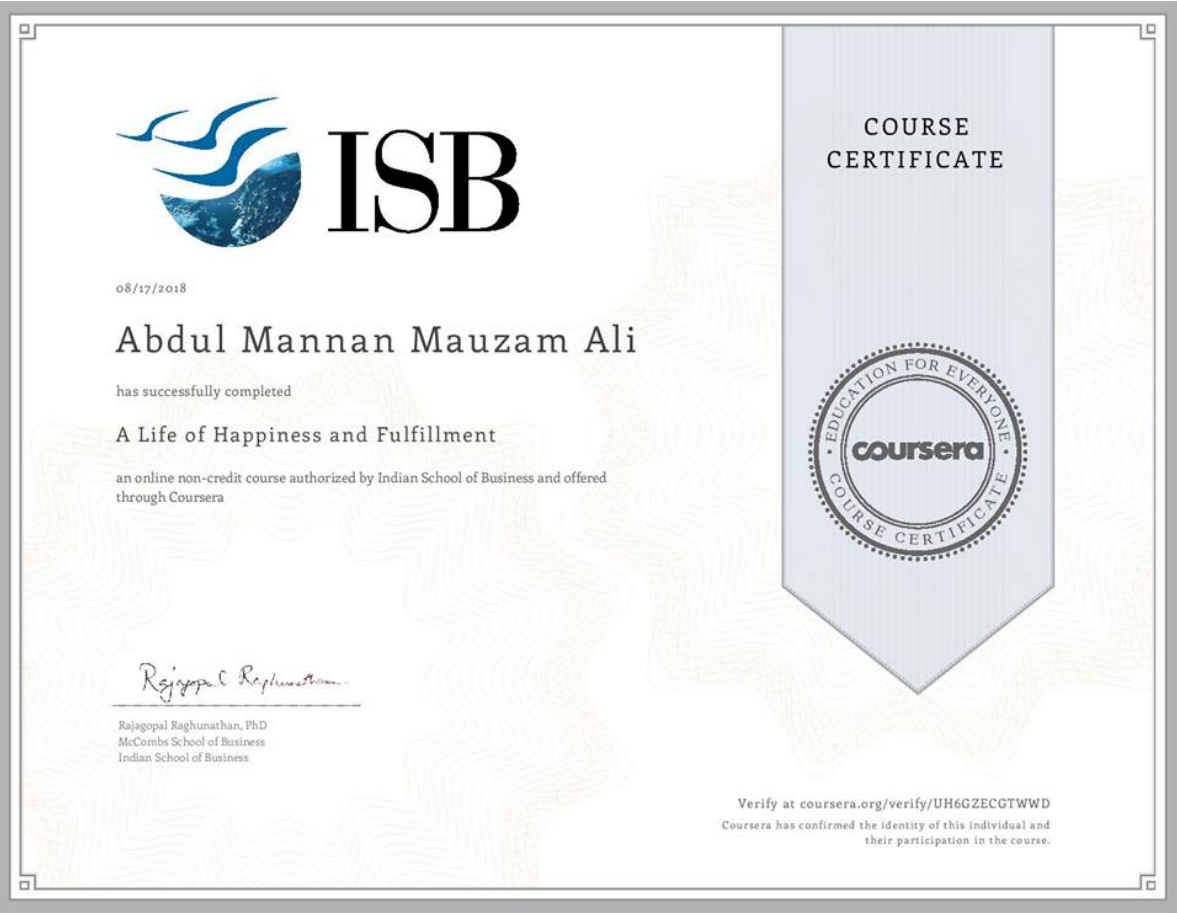 ISB
COURSE
CERTIFICATE
08/17/2018
Abdul Mannan Mauzam Ali
has successfully completed
A Life of Happiness and Fulfillment
an online non-credit course authorized by Indian School of Business and offered
through Coursera
EDUCATION FOR EVERYONE
coursera
COURSE CERTIFICATE
Rajagopal Raghunathan
Rajagopal Raghunathan, PhD
McCombs School of Business
Indian School of Business
Verify at coursera.org/verify/UH6GZECGTWWD
Coursera has confirmed the identity of this individual and
their participation in the course.